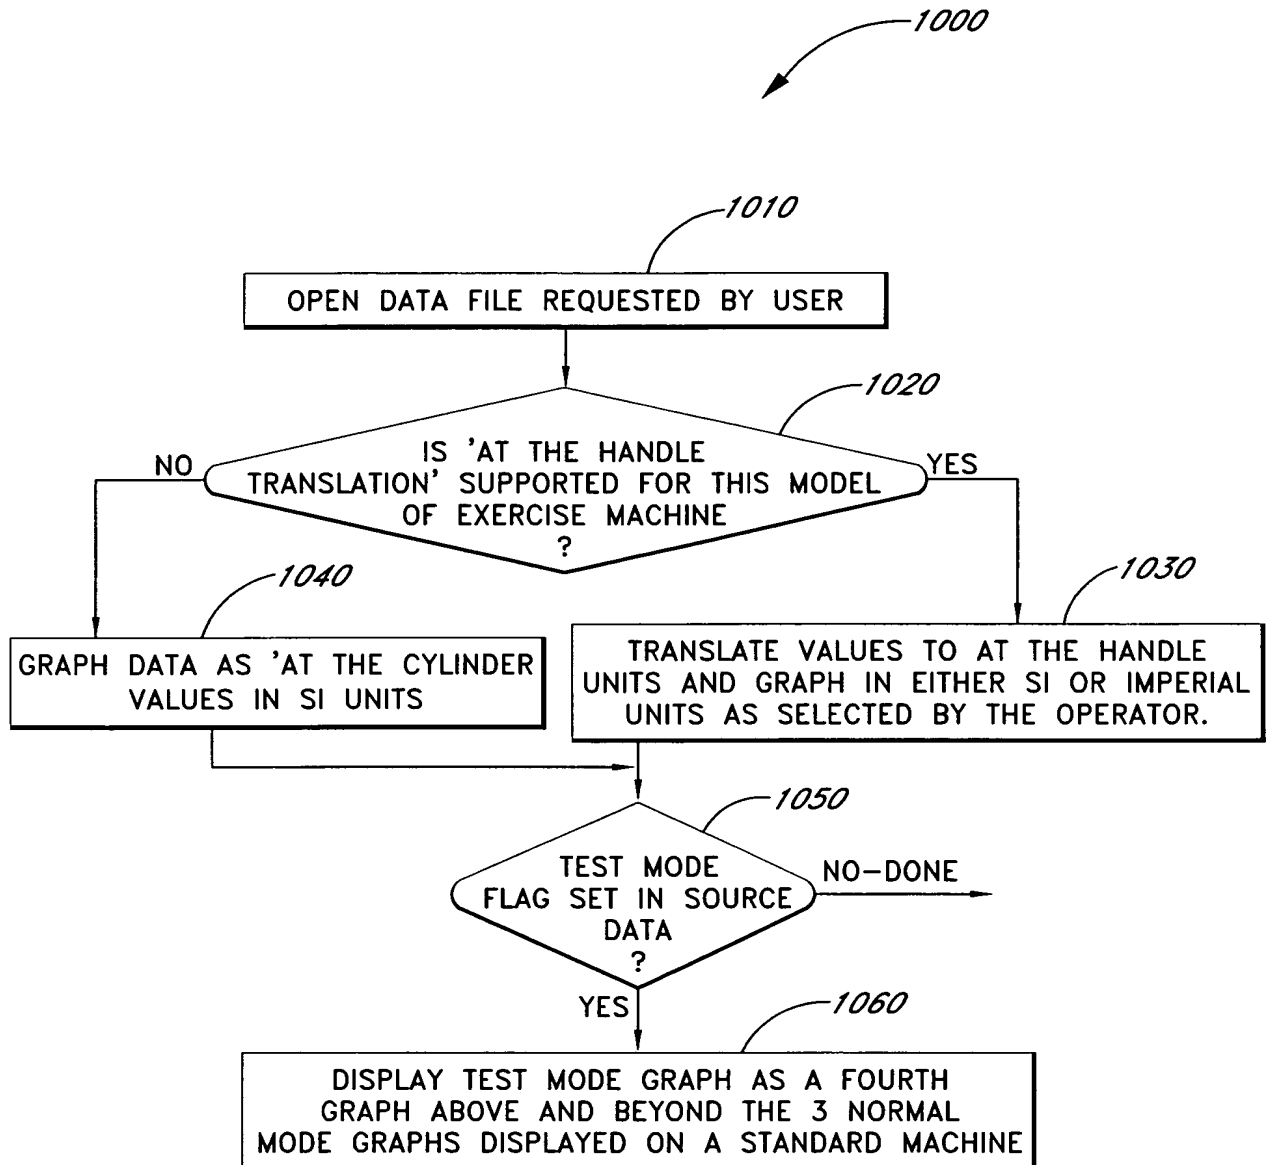 1000
1010
OPEN DATA FILE REQUESTED BY USER
1020
IS 'AT THE HANDLE
TRANSLATION' SUPPORTED FOR THIS MODEL
OF EXERCISE MACHINE
?
NO
YES
1040
GRAPH DATA AS 'AT THE CYLINDER
VALUES IN SI UNITS
1030
TRANSLATE VALUES TO AT THE HANDLE
UNITS AND GRAPH IN EITHER SI OR IMPERIAL
UNITS AS SELECTED BY THE OPERATOR.
1050
TEST MODE
FLAG SET IN SOURCE
DATA
?
NO-DONE
YES
1060
DISPLAY TEST MODE GRAPH AS A FOURTH
GRAPH ABOVE AND BEYOND THE 3 NORMAL
MODE GRAPHS DISPLAYED ON A STANDARD MACHINE